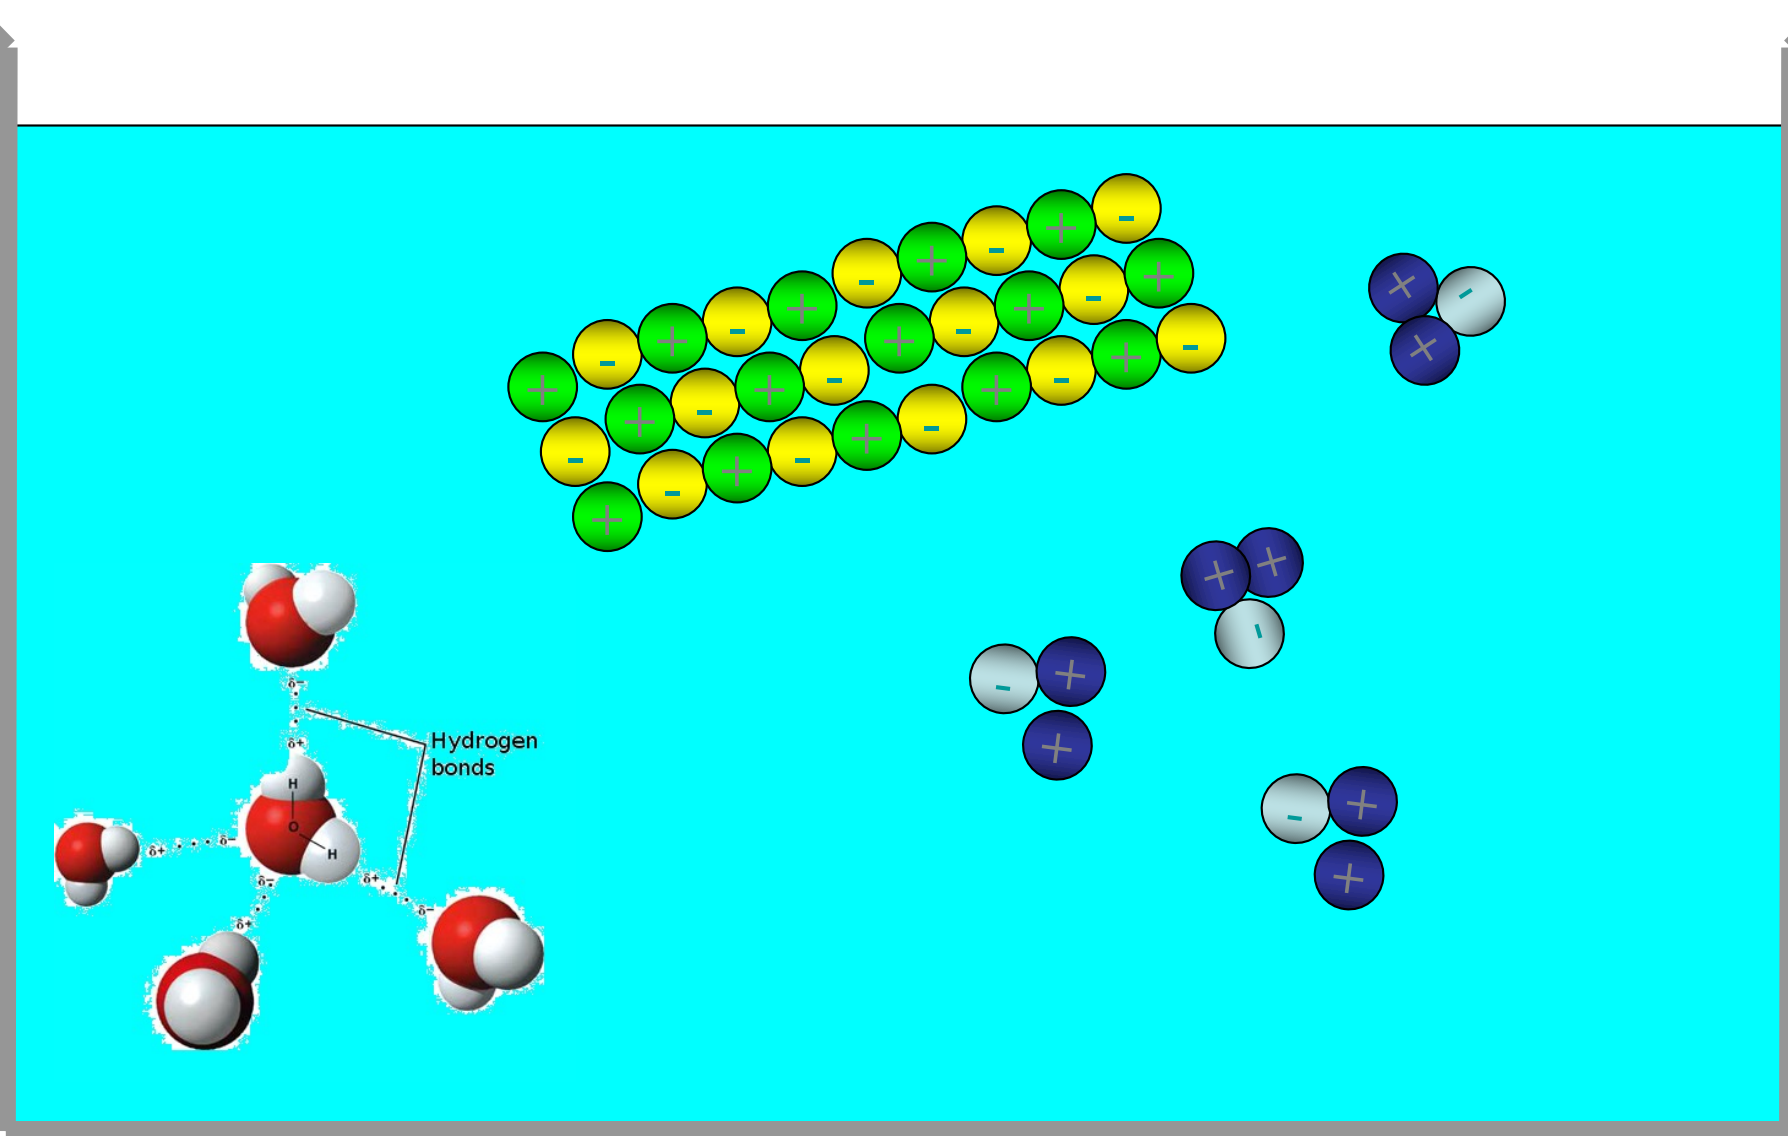 + - + - + - + - + -
- + - + - + - + - +
+ - + - + - + - + -
+ -
+
+ +
-
- +
+
- +
+
δ-
δ+
Hydrogen
bonds
H
O
H
δ+ δ-
δ+
δ-
δ-
δ+